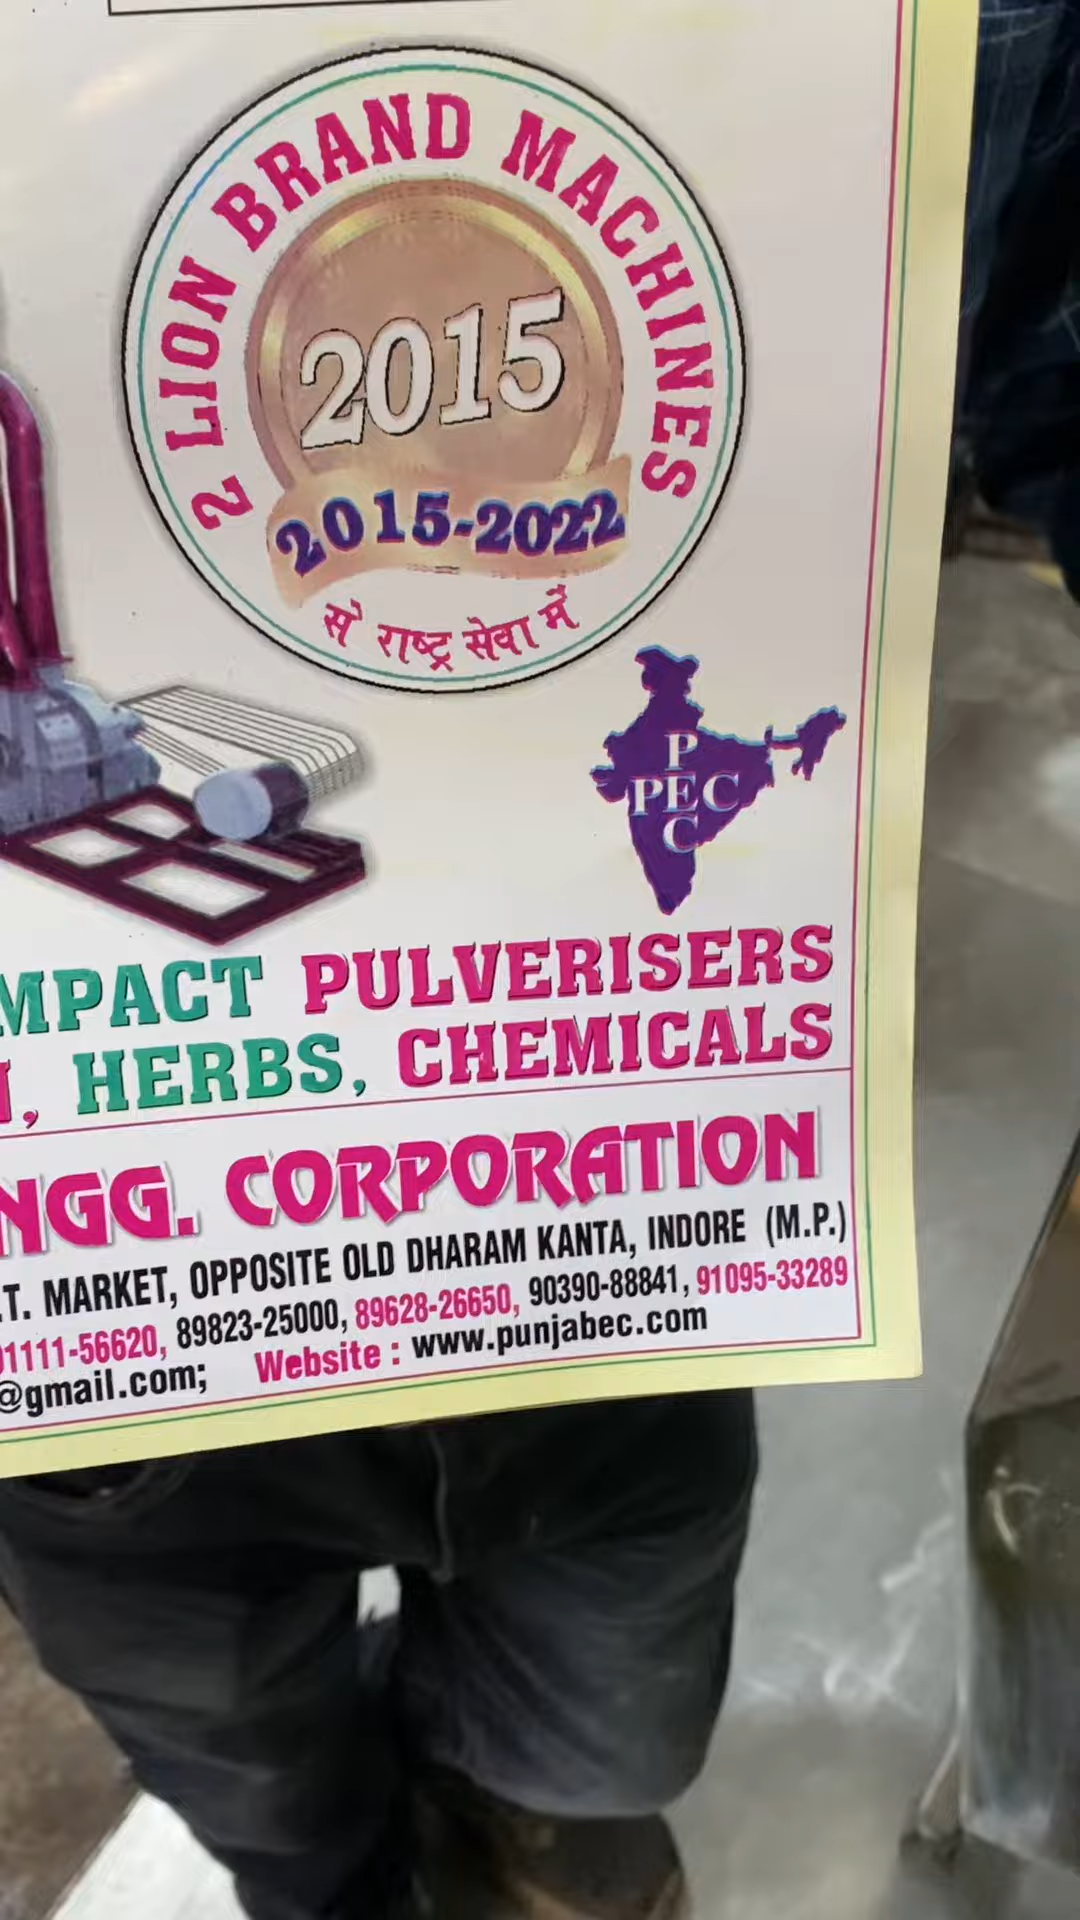 2 LION BRAND MACHINES
2015
2015-2022
से राष्ट्र सेवा में
P
PEC
C
MPACT PULVERISERS
, HERBS, CHEMICALS
NGG. CORPORATION
.T. MARKET, OPPOSITE OLD DHARAM KANTA, INDORE (M.P.)
01111-56620, 89823-25000, 89628-26650, 90390-88841, 91095-33289
@gmail.com; Website : www.punjabec.com